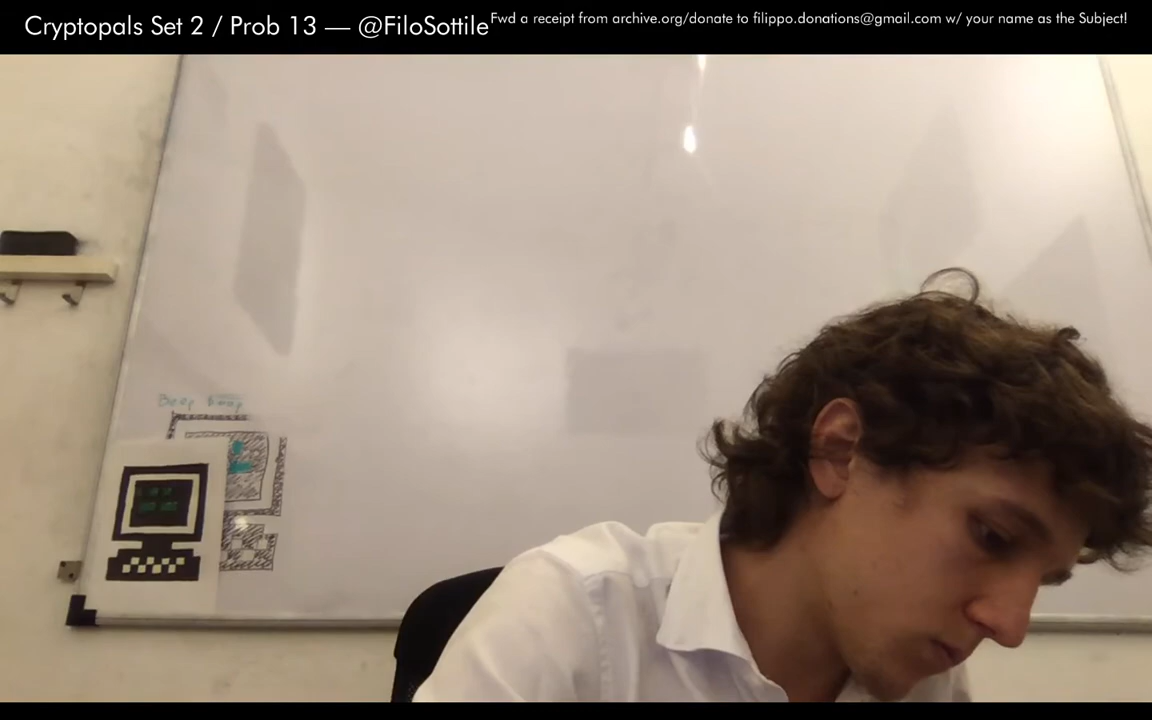 Cryptopals Set 2 / Prob 13 — @FiloSottile
Fwd a receipt from archive.org/donate to filippo.donations@gmail.com w/ your name as the Subject!
Beep